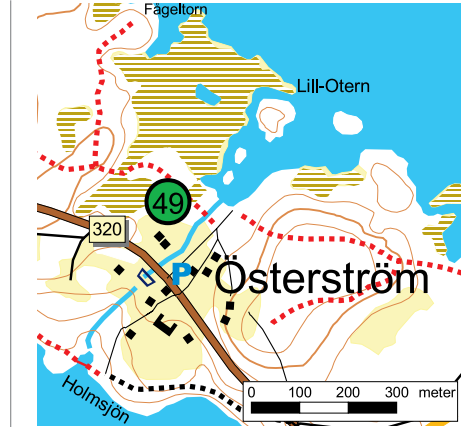 Fågeltorn
Lill-Otern
49
320
P
Österström
Holmsjön
0 100 200 300 meter